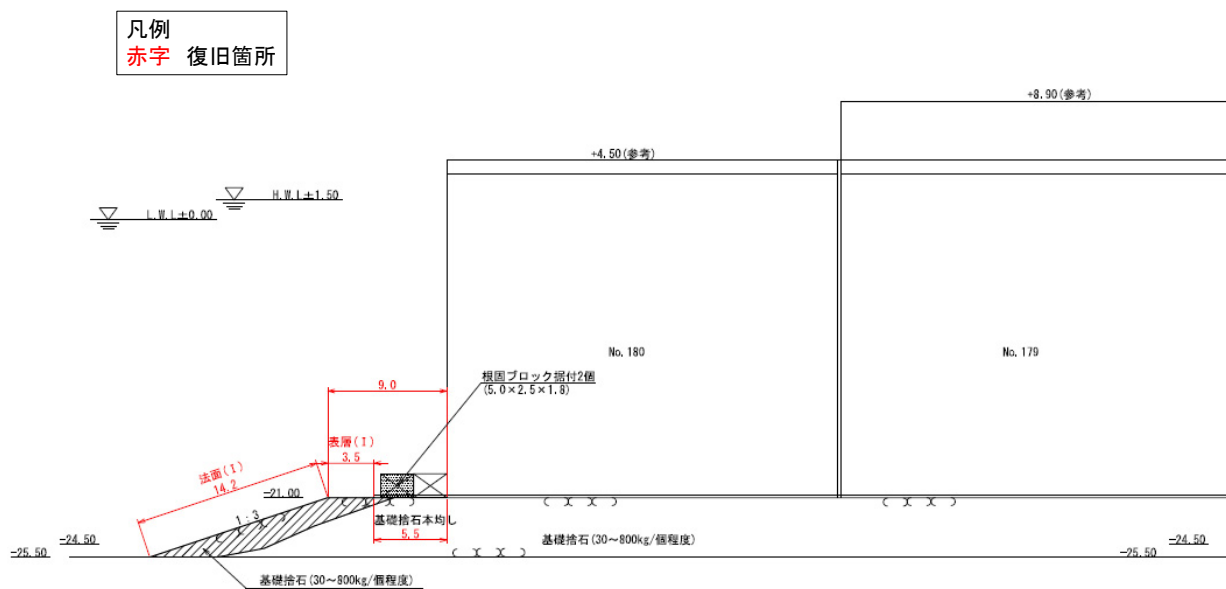 凡例
赤字 復旧箇所
+8.90(参考)
+4.50(参考)
H.W.L±1.50
L.W.L±0.00
No.180
No.179
9.0
根固ブロック据付2個
(5.0×2.5×1.8)
表層(I)
3.5
法面(I)
14.2
-21.00
1:3
基礎捨石本均し
5.5
-24.50
-25.50
基礎捨石(30~800kg/個程度)
-24.50
-25.50
基礎捨石(30~800kg/個程度)